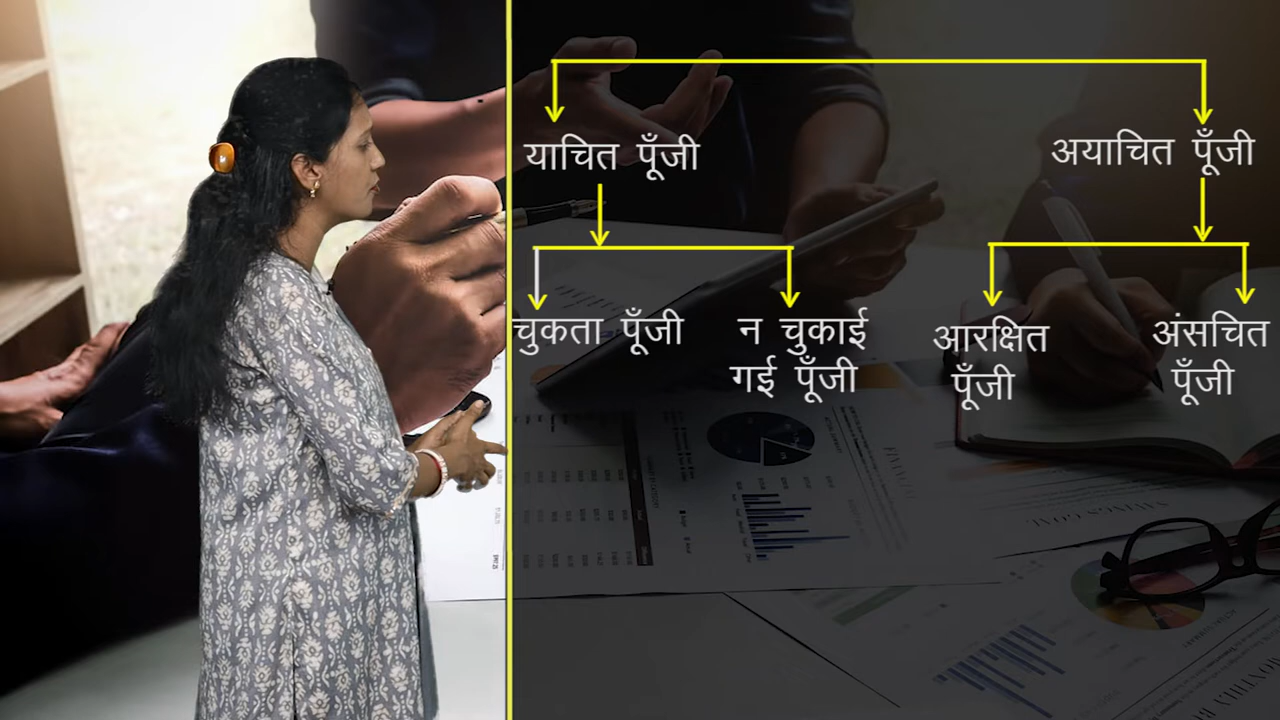 याचित पूँजी
अयाचित पूँजी
चुकता पूँजी
न चुकाई
गई पूँजी
आरक्षित
पूँजी
अंसचित
पूँजी